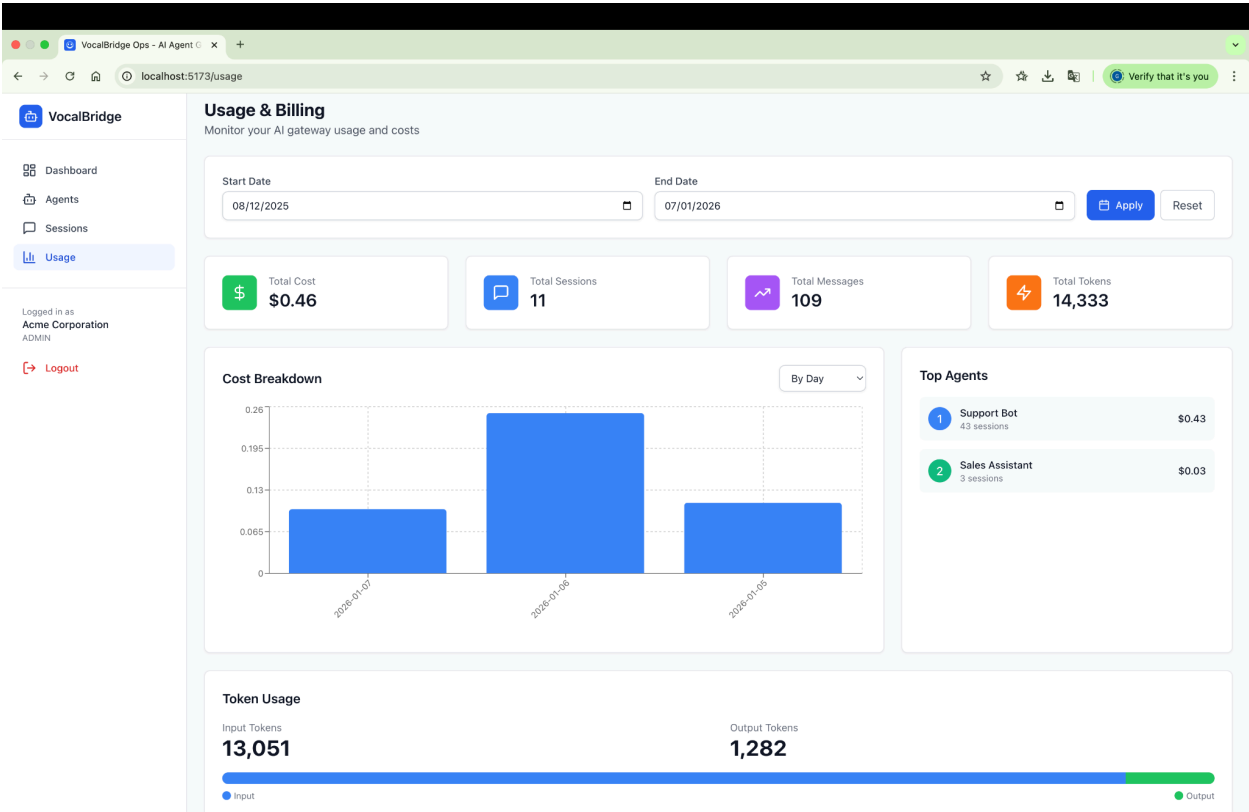 VocalBridge Ops - AI Agent G
localhost:5173/usage
Verify that it's you
VocalBridge
Dashboard
Agents
Sessions
Usage
Logged in as
Acme Corporation
ADMIN
Logout
Usage & Billing
Monitor your AI gateway usage and costs
Start Date
08/12/2025
End Date
07/01/2026
Apply
Reset
Total Cost
$0.46
Total Sessions
11
Total Messages
109
Total Tokens
14,333
Cost Breakdown
By Day
0.26
0.195
0.13
0.065
0
2026-01-07
2026-01-06
2026-01-05
Top Agents
1
Support Bot
43 sessions
$0.43
2
Sales Assistant
3 sessions
$0.03
Token Usage
Input Tokens
13,051
Output Tokens
1,282
Input
Output